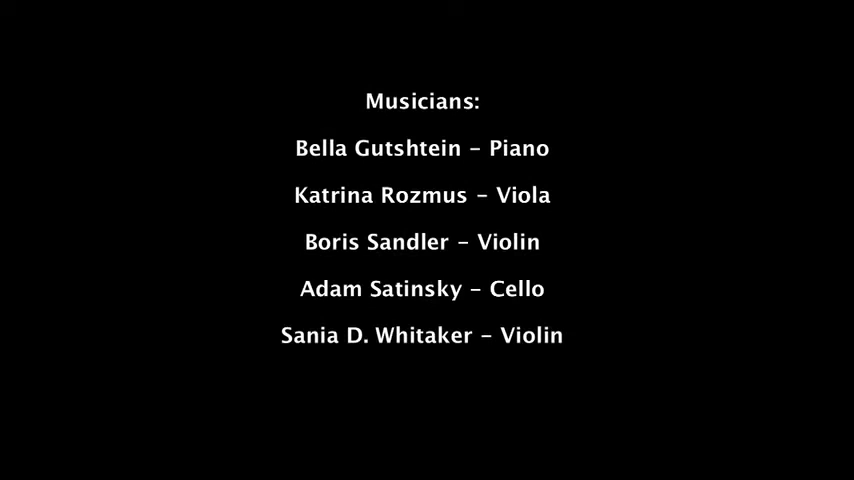 Musicians:
Bella Gutshtein – Piano
Katrina Rozmus – Viola
Boris Sandler – Violin
Adam Satinsky – Cello
Sania D. Whitaker – Violin